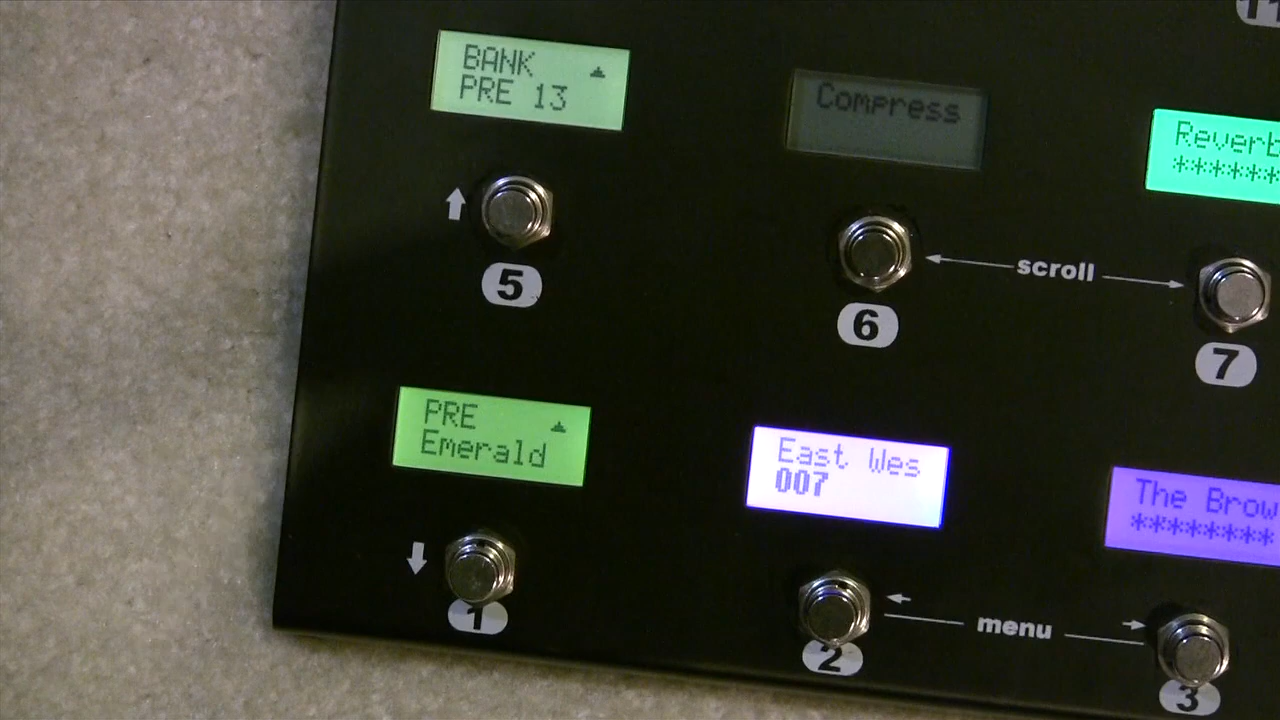 11
BANK
PRE 13
Compress
Reverb
******
5
6
scroll
7
PRE
Emerald
East Wes
007
The Brow
********
1
2
menu
3